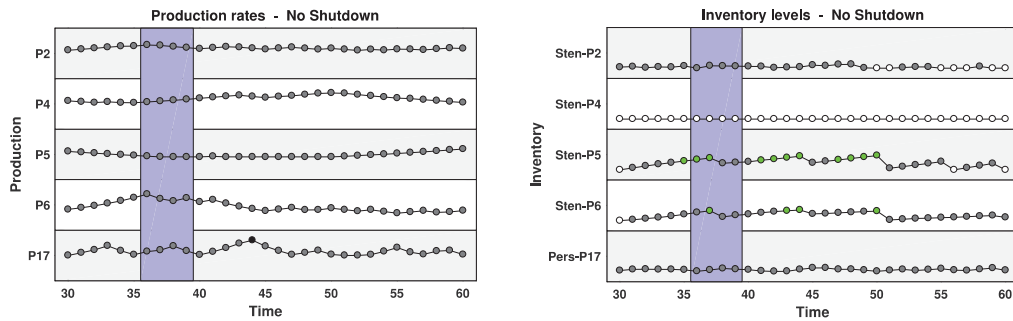 Production rates - No Shutdown
Production
P2
P4
P5
P6
P17
30 35 40 45 50 55 60
Time
Inventory levels - No Shutdown
Inventory
Sten-P2
Sten-P4
Sten-P5
Sten-P6
Pers-P17
30 35 40 45 50 55 60
Time